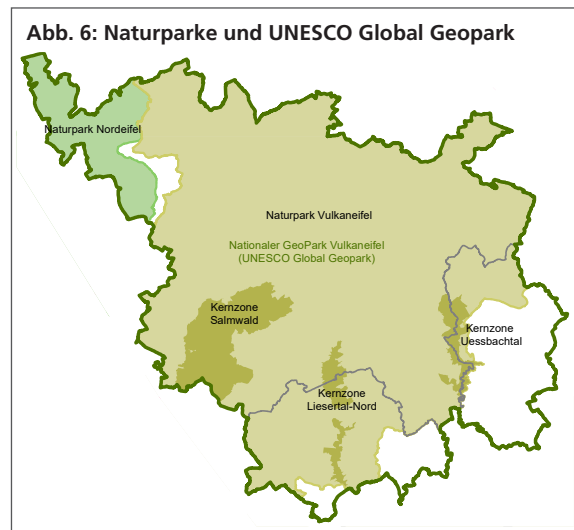 Abb. 6: Naturparke und UNESCO Global Geopark
Naturpark Nordeifel
Naturpark Vulkaneifel
Nationaler GeoPark Vulkaneifel
(UNESCO Global Geopark)
Kernzone
Salmwald
Kernzone
Uessbachtal
Kernzone
Liesertal-Nord